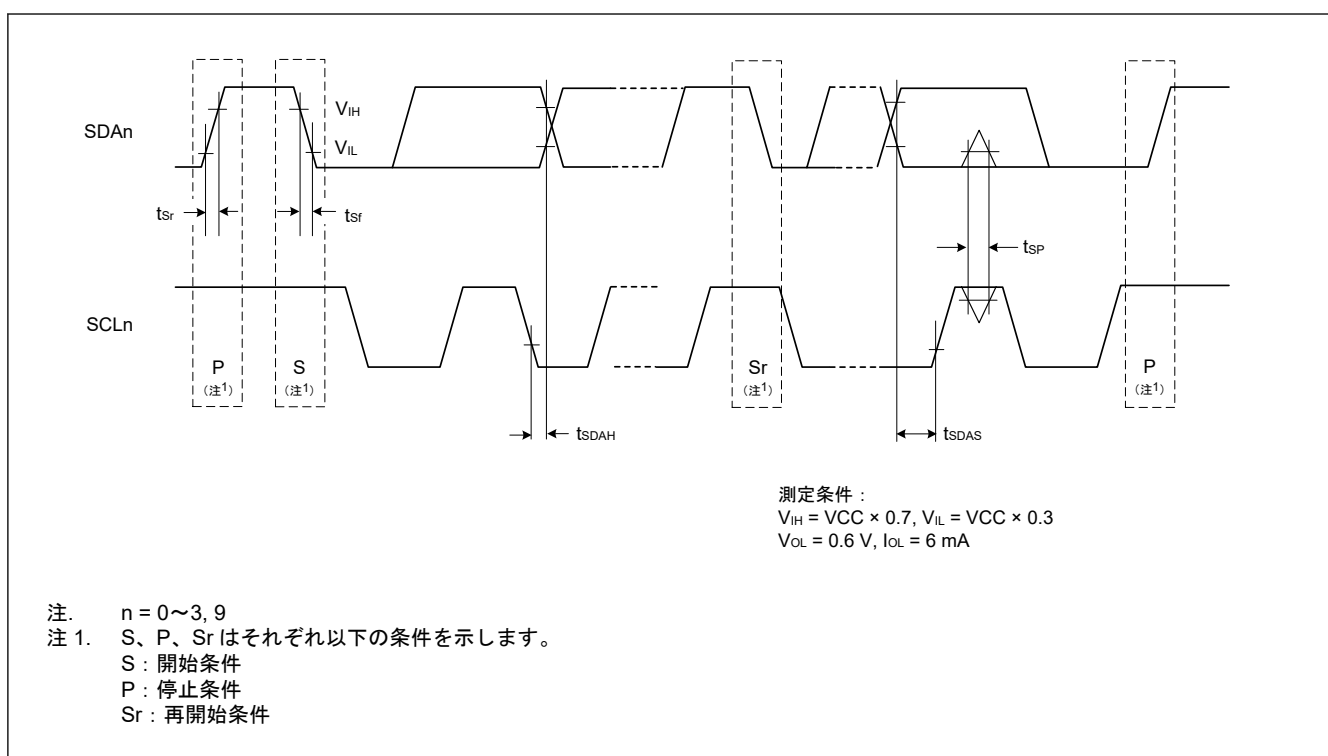 SDAn
VIH
VIL
tSr
tSf
tSP
SCLn
P
（注1）
S
（注1）
Sr
（注1）
P
（注1）
tSDAH
tSDAS
測定条件：
VIH = VCC × 0.7, VIL = VCC × 0.3
VOL = 0.6 V, IOL = 6 mA
注. n = 0～3, 9
注 1. S、P、Sr はそれぞれ以下の条件を示します。
S：開始条件
P：停止条件
Sr：再開始条件